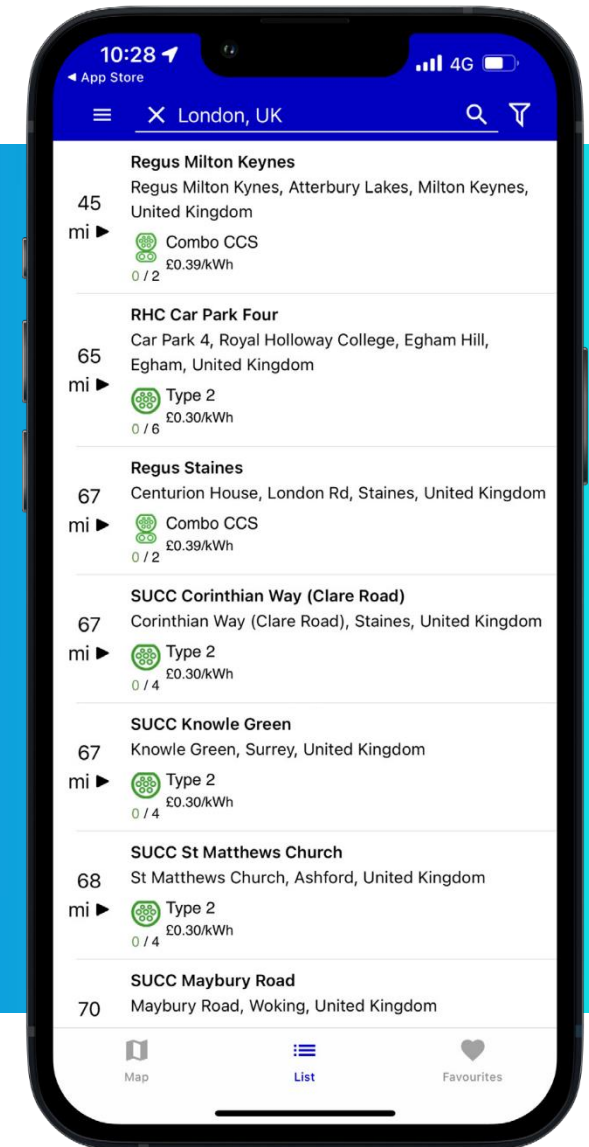 10:28
App Store
4G
London, UK
Regus Milton Keynes
Regus Milton Kynes, Atterbury Lakes, Milton Keynes,
United Kingdom
45
mi
Combo CCS
£0.39/kWh
0 / 2
RHC Car Park Four
Car Park 4, Royal Holloway College, Egham Hill,
Egham, United Kingdom
65
mi
Type 2
£0.30/kWh
0 / 6
Regus Staines
Centurion House, London Rd, Staines, United Kingdom
67
mi
Combo CCS
£0.39/kWh
0 / 2
SUCC Corinthian Way (Clare Road)
Corinthian Way (Clare Road), Staines, United Kingdom
67
mi
Type 2
£0.30/kWh
0 / 4
SUCC Knowle Green
Knowle Green, Surrey, United Kingdom
67
mi
Type 2
£0.30/kWh
0 / 4
SUCC St Matthews Church
St Matthews Church, Ashford, United Kingdom
68
mi
Type 2
£0.30/kWh
0 / 4
SUCC Maybury Road
Maybury Road, Woking, United Kingdom
70
Map
List
Favourites